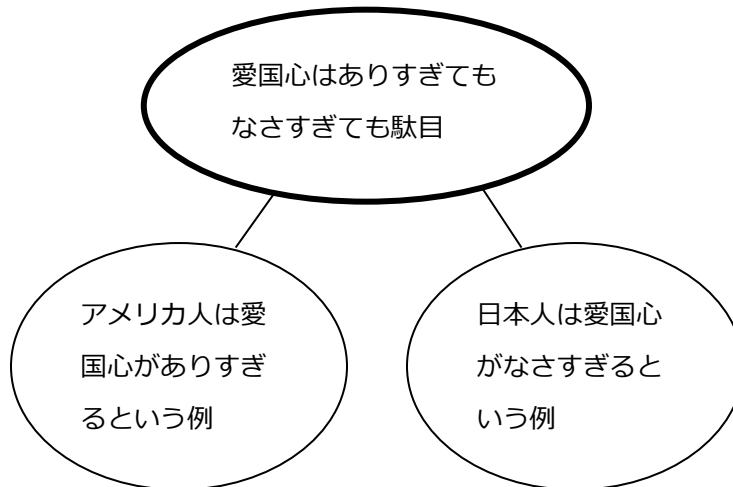 愛国心はありすぎても
なさすぎても駄目
アメリカ人は愛
国心がありすぎ
るという例
日本人は愛国心
がなさすぎると
いう例